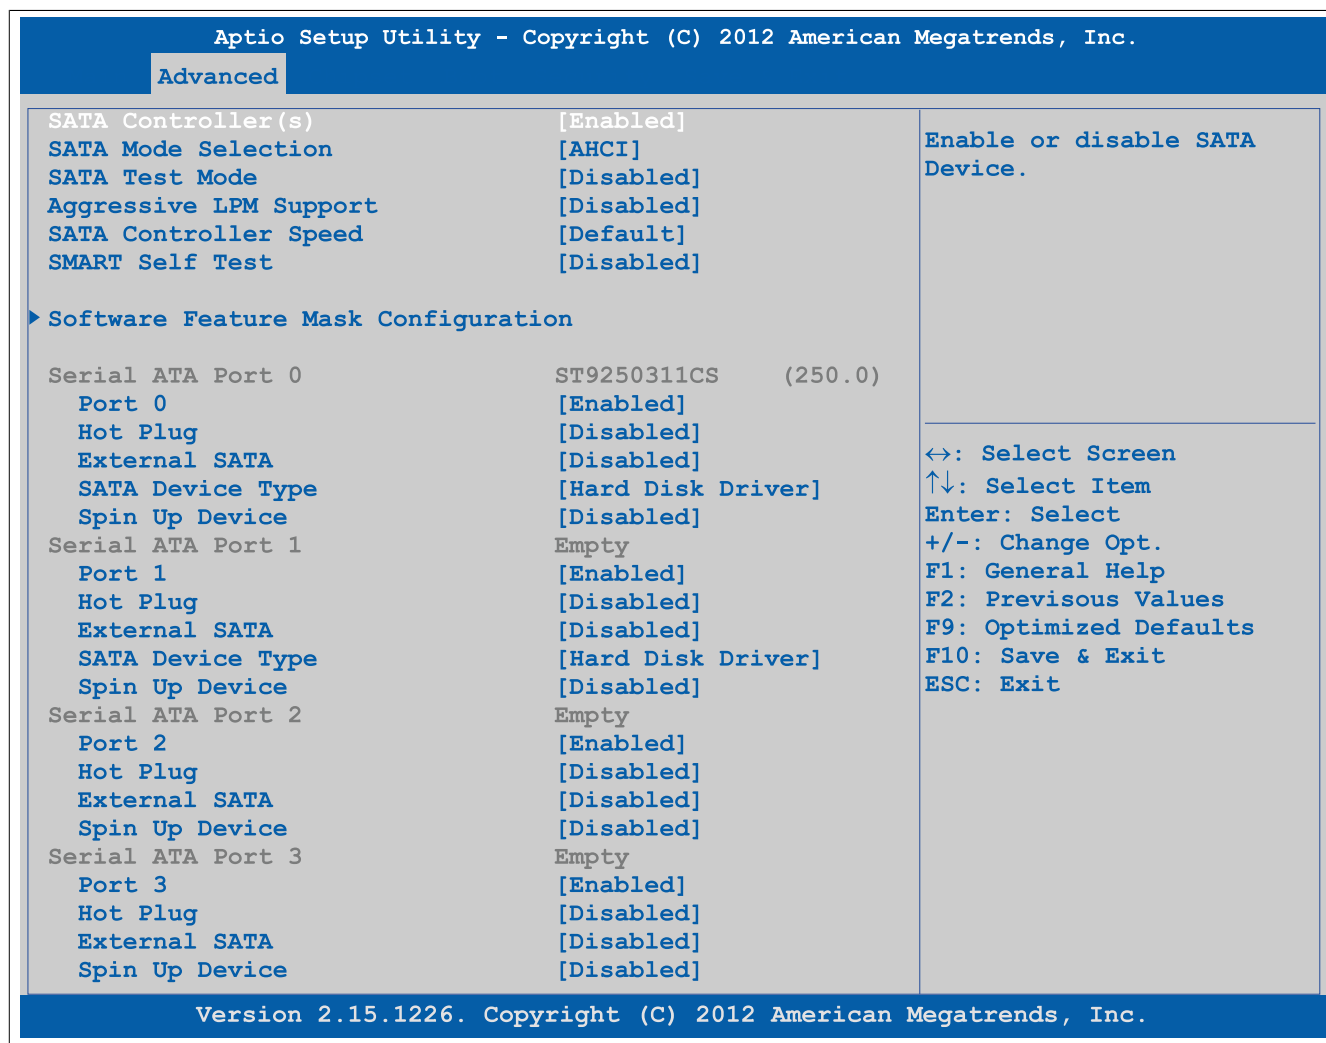 Aptio Setup Utility - Copyright (C) 2012 American Megatrends, Inc.
Advanced
SATA Controller(s) [Enabled]
SATA Mode Selection [AHCI]
SATA Test Mode [Disabled]
Aggressive LPM Support [Disabled]
SATA Controller Speed [Default]
SMART Self Test [Disabled]
Software Feature Mask Configuration
Serial ATA Port 0 ST9250311CS (250.0)
Port 0 [Enabled]
Hot Plug [Disabled]
External SATA [Disabled]
SATA Device Type [Hard Disk Driver]
Spin Up Device [Disabled]
Serial ATA Port 1 Empty
Port 1 [Enabled]
Hot Plug [Disabled]
External SATA [Disabled]
SATA Device Type [Hard Disk Driver]
Spin Up Device [Disabled]
Serial ATA Port 2 Empty
Port 2 [Enabled]
Hot Plug [Disabled]
External SATA [Disabled]
Spin Up Device [Disabled]
Serial ATA Port 3 Empty
Port 3 [Enabled]
Hot Plug [Disabled]
External SATA [Disabled]
Spin Up Device [Disabled]
Enable or disable SATA
Device.
↔: Select Screen
↑↓: Select Item
Enter: Select
+/-: Change Opt.
F1: General Help
F2: Previsous Values
F9: Optimized Defaults
F10: Save & Exit
ESC: Exit
Version 2.15.1226. Copyright (C) 2012 American Megatrends, Inc.